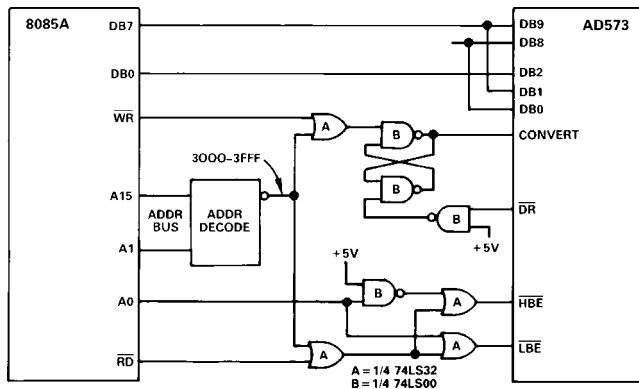 8085A
DB7
DB0
WR
A15
ADDR
BUS
A1
A0
RD
ADDR
DECODE
3000-3FFF
A
B
B
B
+5V
+5V
B
A
A
A
A = 1/4 74LS32
B = 1/4 74LS00
AD573
DB9
DB8
DB2
DB1
DB0
CONVERT
DR
HBE
LBE